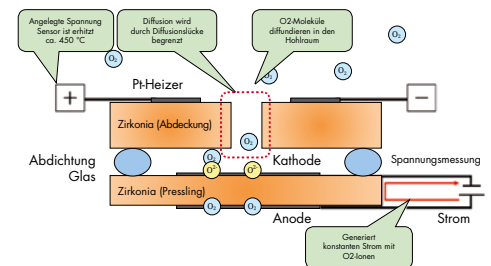 Angelegte Spannung
Sensor ist erhitzt
ca. 450 °C
Diffusion wird
durch Diffusionslücke
begrenzt
O2-Moleküle
diffundieren in den
Hohlraum
O₂
O₂
O₂
O₂
Pt-Heizer
+
−
Zirkonia (Abdeckung)
O₂
Abdichtung
Glas
O₂
Kathode
Spannungsmessung
O²⁻
O²⁻
Zirkonia (Pressling)
O₂
O₂
Anode
Strom
Generiert
konstanten Strom mit
O2-Ionen